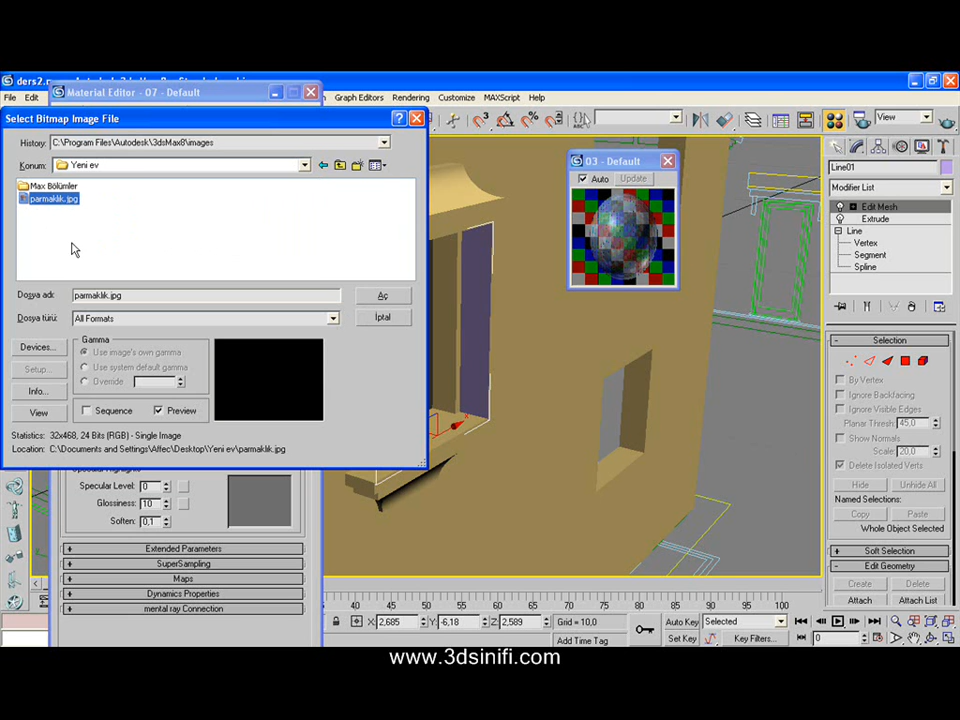 ders2.
Material Editor - 07 - Default
File Edit Graph Editors Rendering Customize MAXScript Help
Select Bitmap Image File
History: C:\Program Files\Autodesk\3dsMax8\images
Konum: Yeni ev
Max Bölümler
parmaklık.jpg
Dosya adı: parmaklık.jpg Aç
Dosya türü: All Formats İptal
Devices...
Setup...
Info...
View
Gamma
Use image's own gamma
Use system default gamma
Override
Sequence Preview
Statistics: 32x468, 24 Bits (RGB) - Single Image
Location: C:\Documents and Settings\Affec\Desktop\Yeni ev\parmaklık.jpg
Specular Level: 0
Glossiness: 10
Soften: 0,1
+ Extended Parameters
+ SuperSampling
+ Maps
+ Dynamics Properties
+ mental ray Connection
03 - Default
Auto Update
View
Line01
Modifier List
Edit Mesh
Extrude
Line
Vertex
Segment
Spline
- Selection
By Vertex
Ignore Backfacing
Ignore Visible Edges
Planar Thresh: 45,0
Show Normals
Scale: 20,0
Delete Isolated Verts
Hide Unhide All
Named Selections:
Copy Paste
Whole Object Selected
+ Soft Selection
- Edit Geometry
Create Delete
Attach Attach List
30 35 40 45 50 55 60 65 70 75 80 85 90 95 100
X: 2,685 Y: -6,18 Z: 2,589 Grid = 10,0 Auto Key Selected
Add Time Tag Set Key Key Filters... 0
www.3dsinifi.com